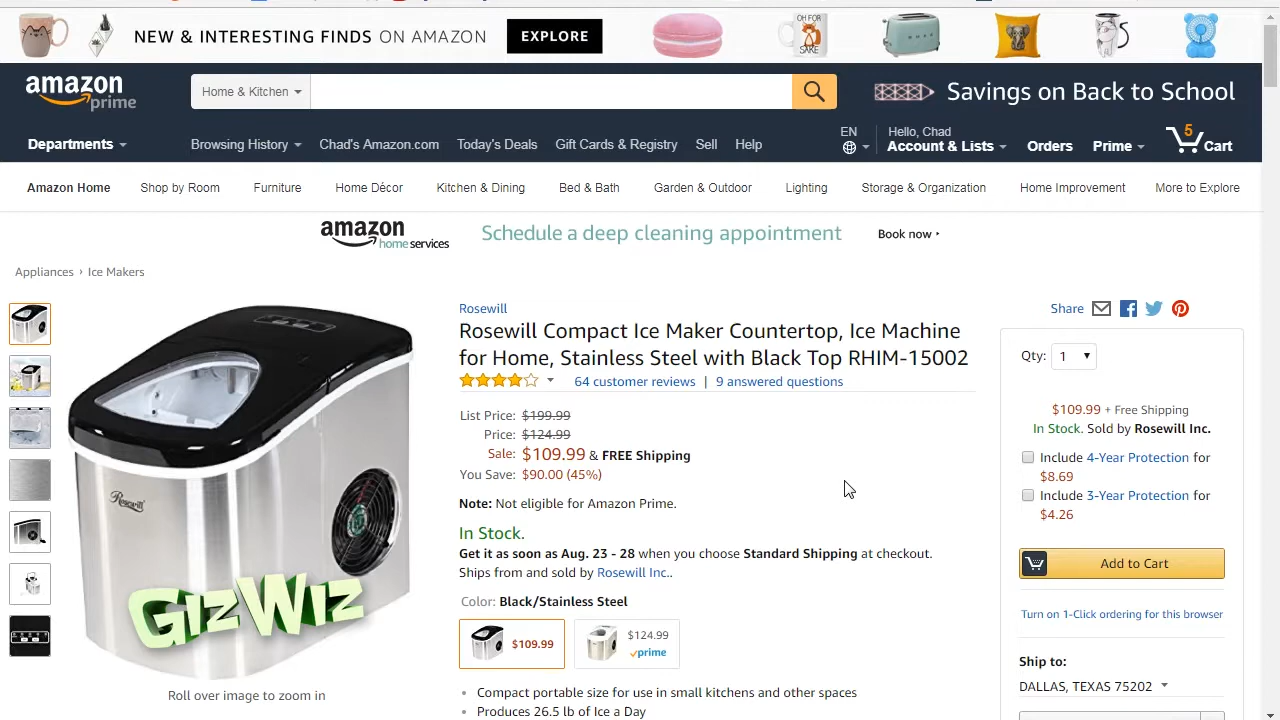 NEW & INTERESTING FINDS ON AMAZON
EXPLORE
OH FOR
SAKE
amazon
prime
Home & Kitchen
Savings on Back to School
Departments
Browsing History
Chad's Amazon.com
Today's Deals
Gift Cards & Registry
Sell
Help
EN
Hello, Chad
Account & Lists
Orders
Prime
5
Cart
Amazon Home
Shop by Room
Furniture
Home Décor
Kitchen & Dining
Bed & Bath
Garden & Outdoor
Lighting
Storage & Organization
Home Improvement
More to Explore
amazon
home services
Schedule a deep cleaning appointment
Book now ▸
Appliances › Ice Makers
Rosewill
GizWiz
Roll over image to zoom in
Rosewill
Rosewill Compact Ice Maker Countertop, Ice Machine
for Home, Stainless Steel with Black Top RHIM-15002
64 customer reviews | 9 answered questions
List Price: $199.99
Price: $124.99
Sale: $109.99 & FREE Shipping
You Save: $90.00 (45%)
Note: Not eligible for Amazon Prime.
In Stock.
Get it as soon as Aug. 23 - 28 when you choose Standard Shipping at checkout.
Ships from and sold by Rosewill Inc..
Color: Black/Stainless Steel
$109.99
$124.99
prime
• Compact portable size for use in small kitchens and other spaces
• Produces 26.5 lb of Ice a Day
Share
Qty: 1
$109.99 + Free Shipping
In Stock. Sold by Rosewill Inc.
Include 4-Year Protection for
$8.69
Include 3-Year Protection for
$4.26
Add to Cart
Turn on 1-Click ordering for this browser
Ship to:
DALLAS, TEXAS 75202